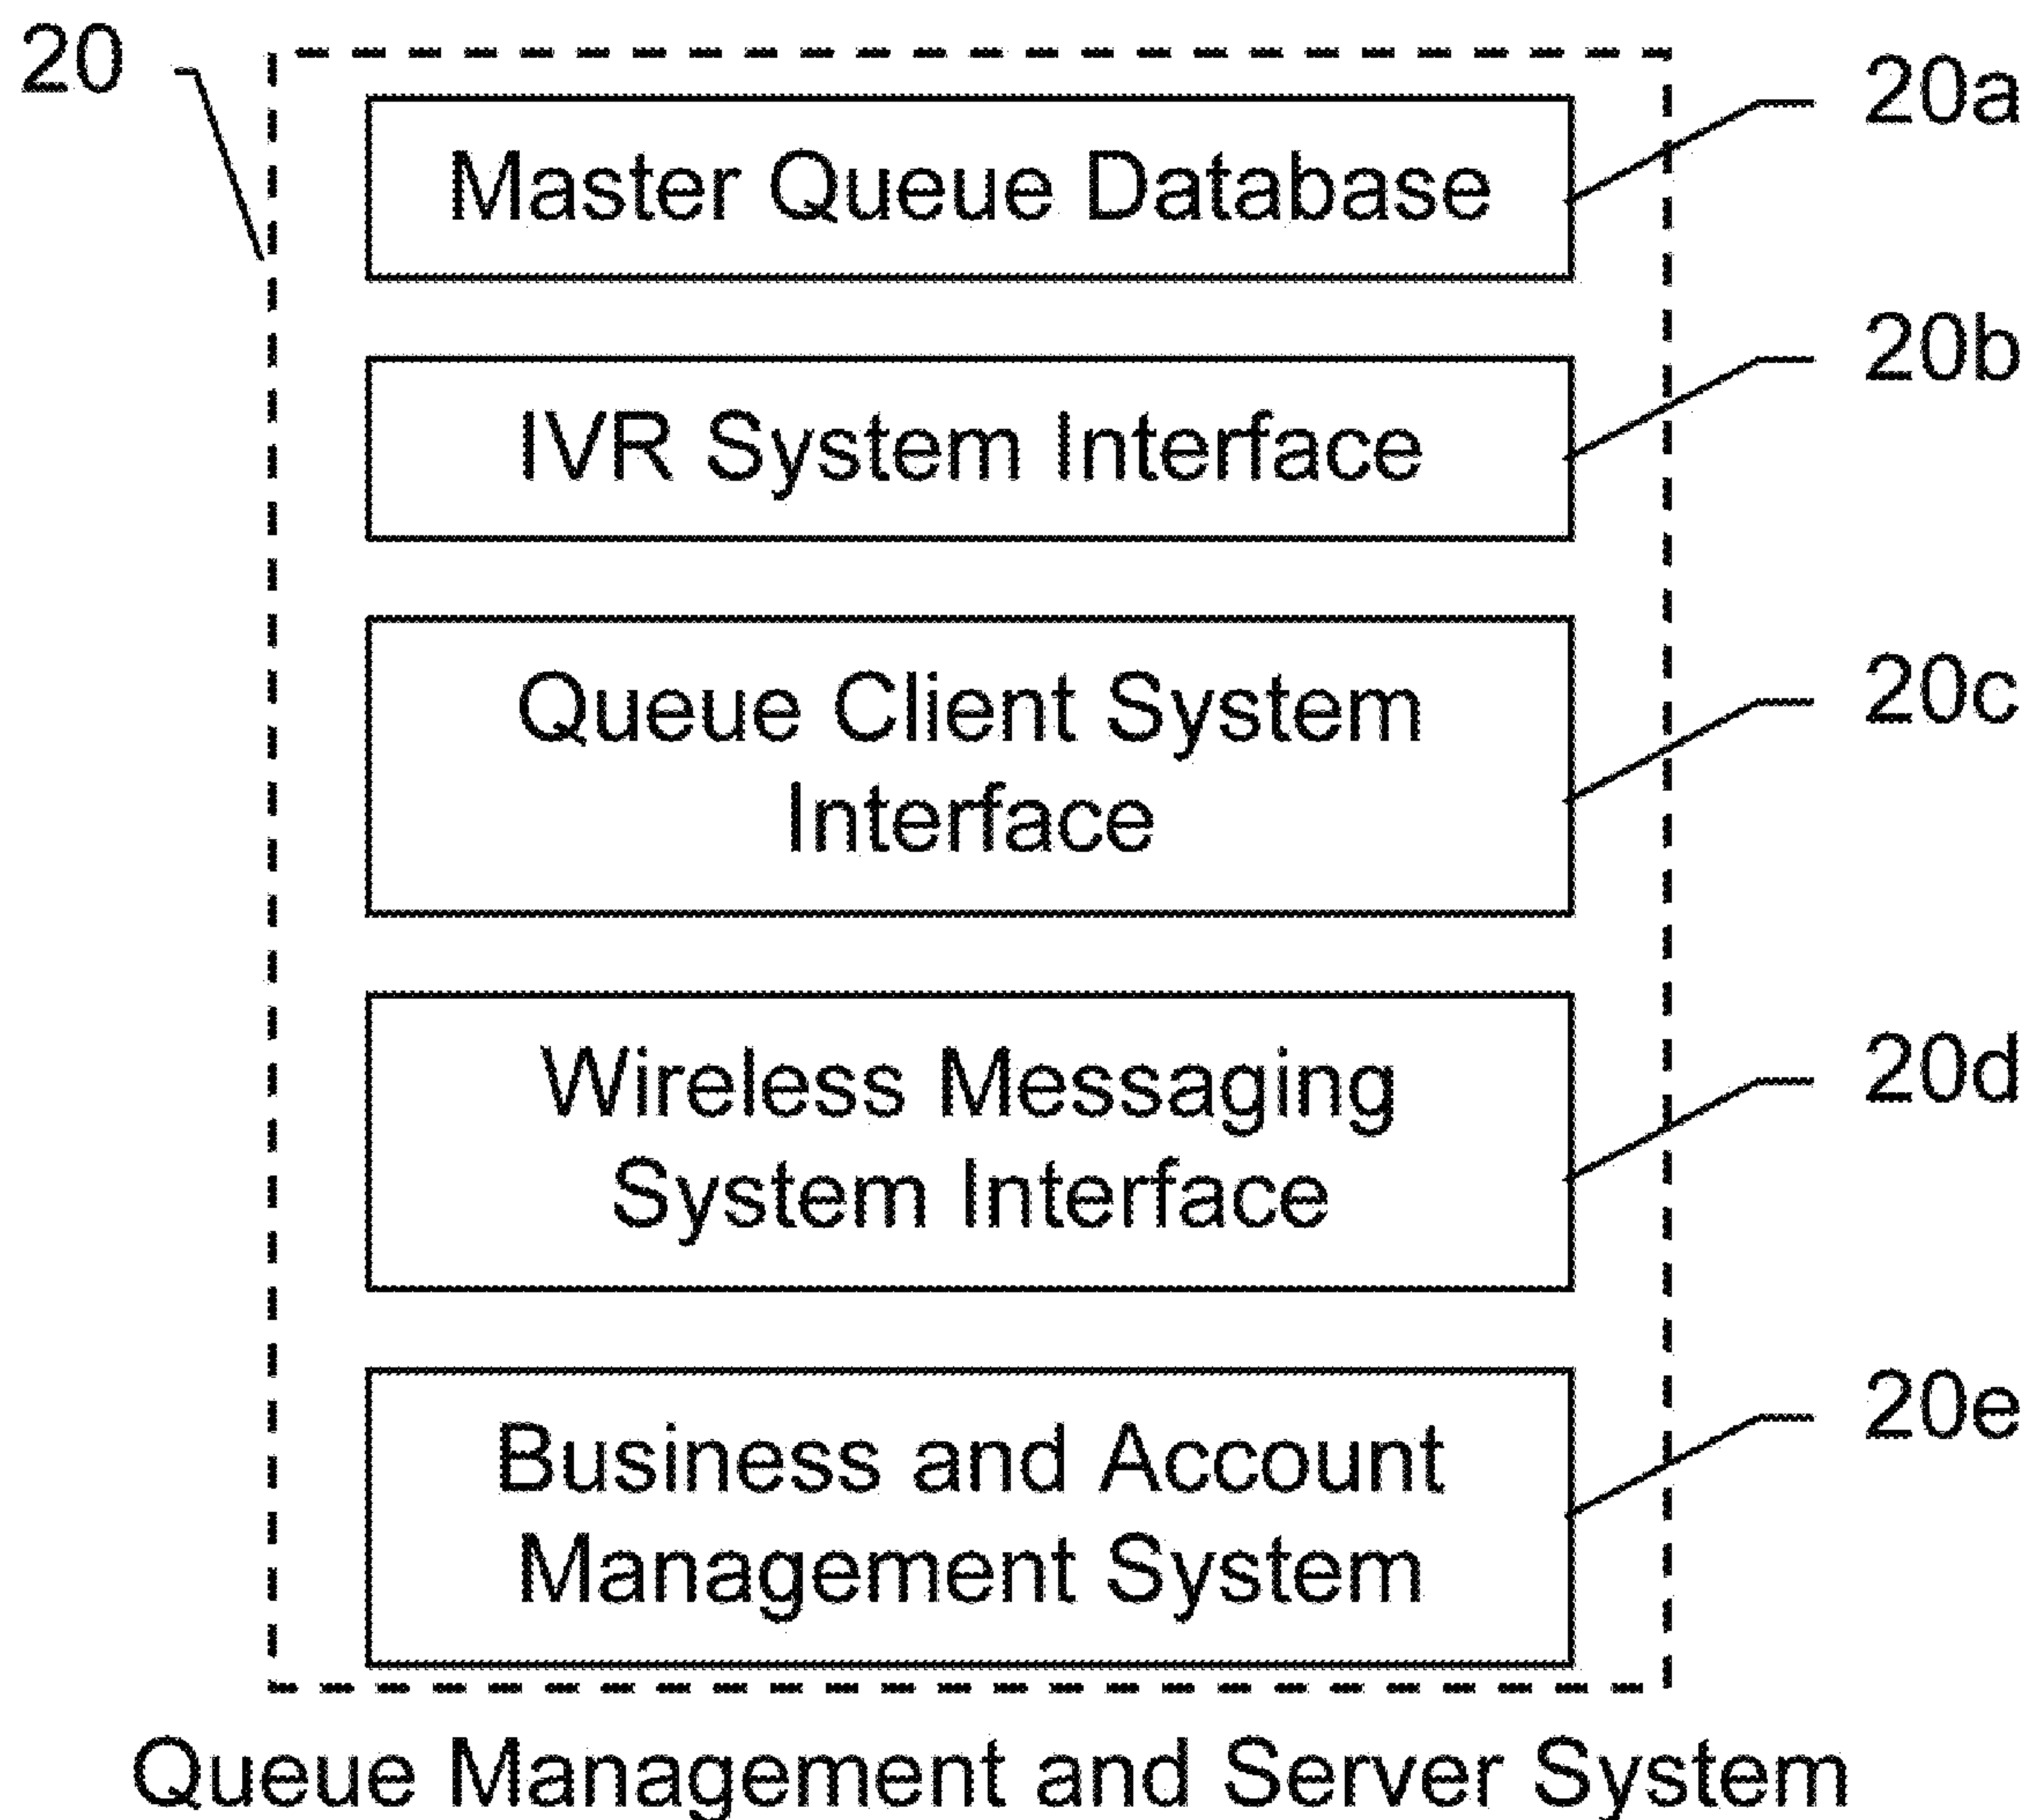 20
20a
Master Queue Database
20b
IVR System Interface
20c
Queue Client System
Interface
20d
Wireless Messaging
System Interface
20e
Business and Account
Management System
Queue Management and Server System